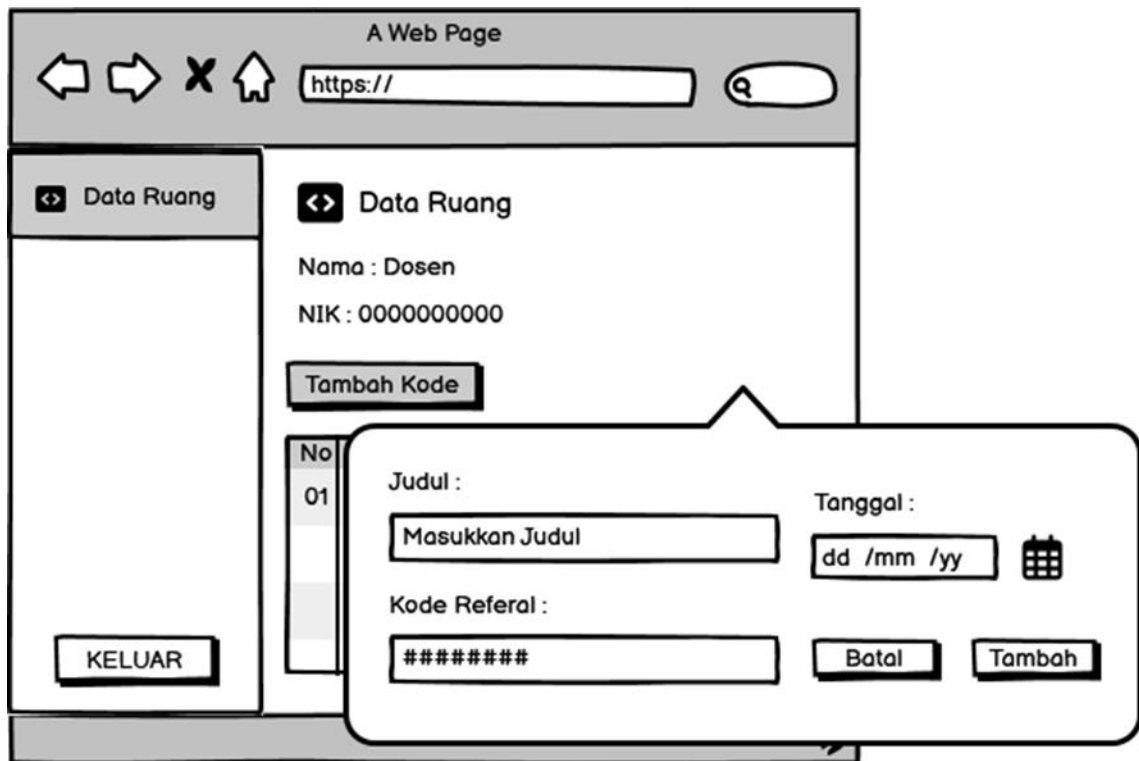 A Web Page
https://
Data Ruang
Data Ruang
Nama : Dosen
NIK : 0000000000
Tambah Kode
No
01
Judul :
Masukkan Judul
Tanggal :
dd /mm /yy
Kode Referal :
########
Batal
Tambah
KELUAR